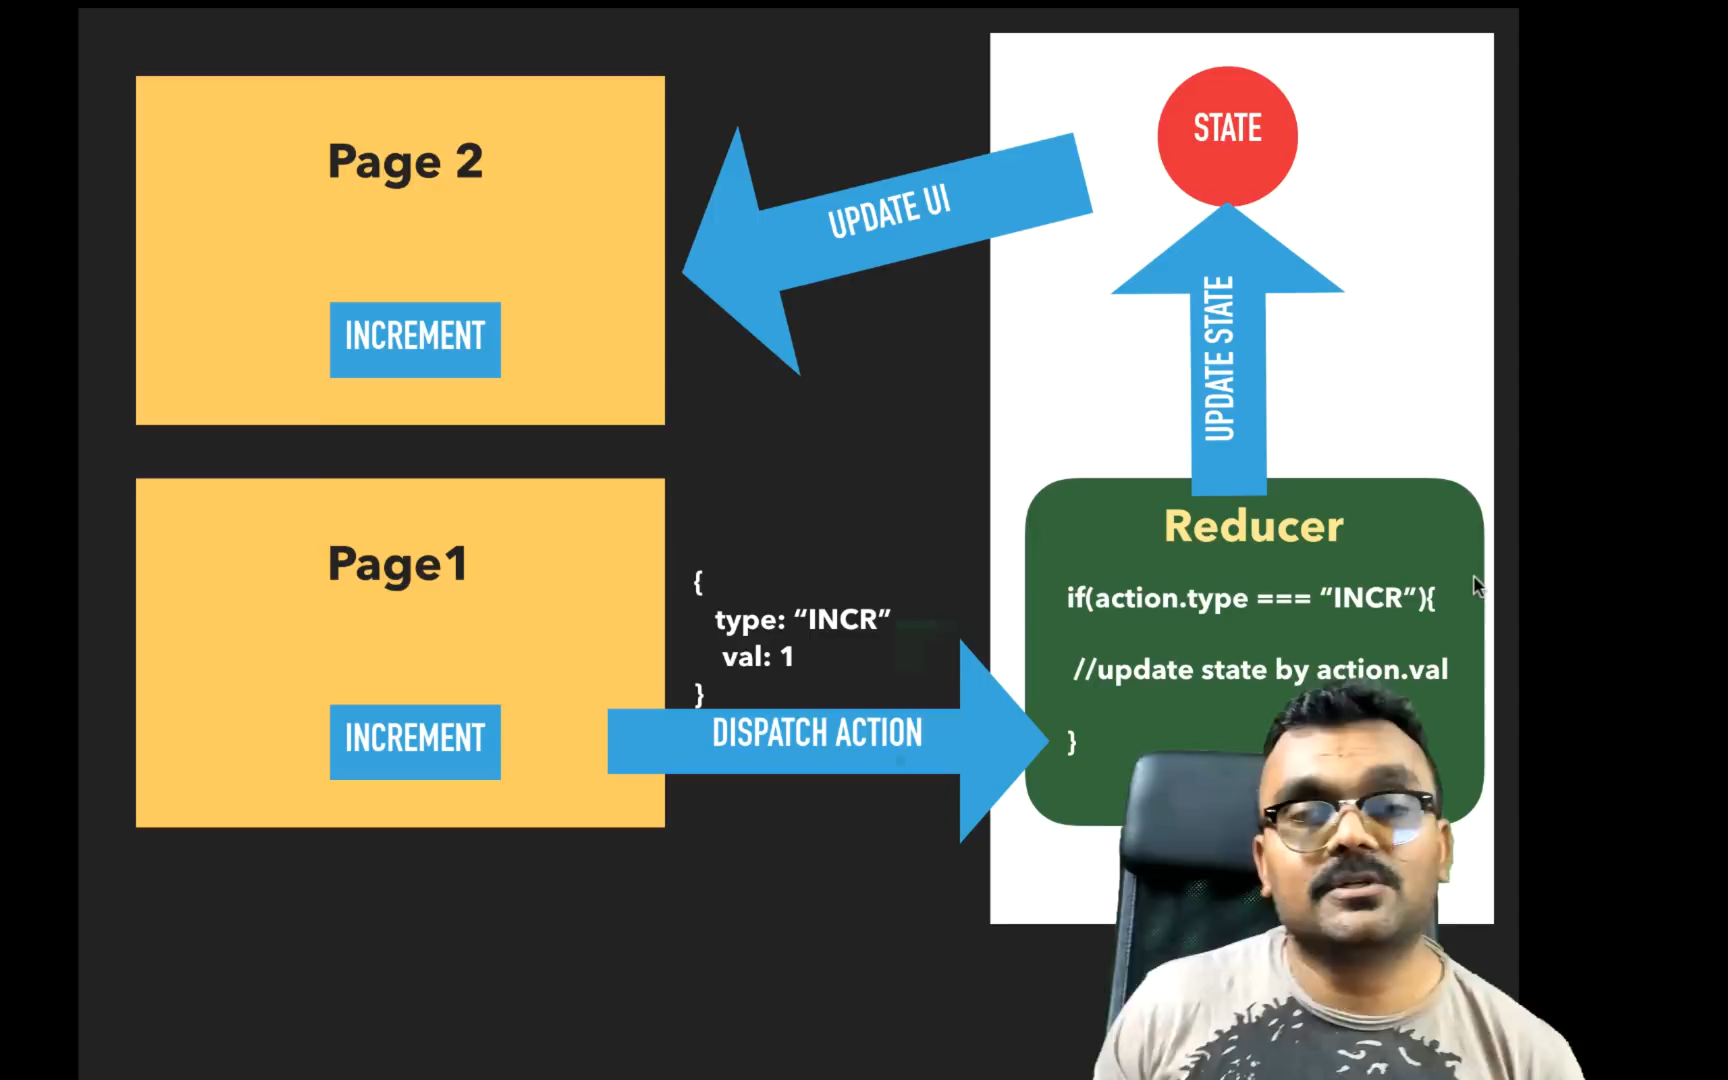 Page 2
INCREMENT
UPDATE UI
STATE
UPDATE STATE
Page1
INCREMENT
{
type: “INCR”
val: 1
}
DISPATCH ACTION
Reducer
if(action.type === “INCR”){
//update state by action.val
}